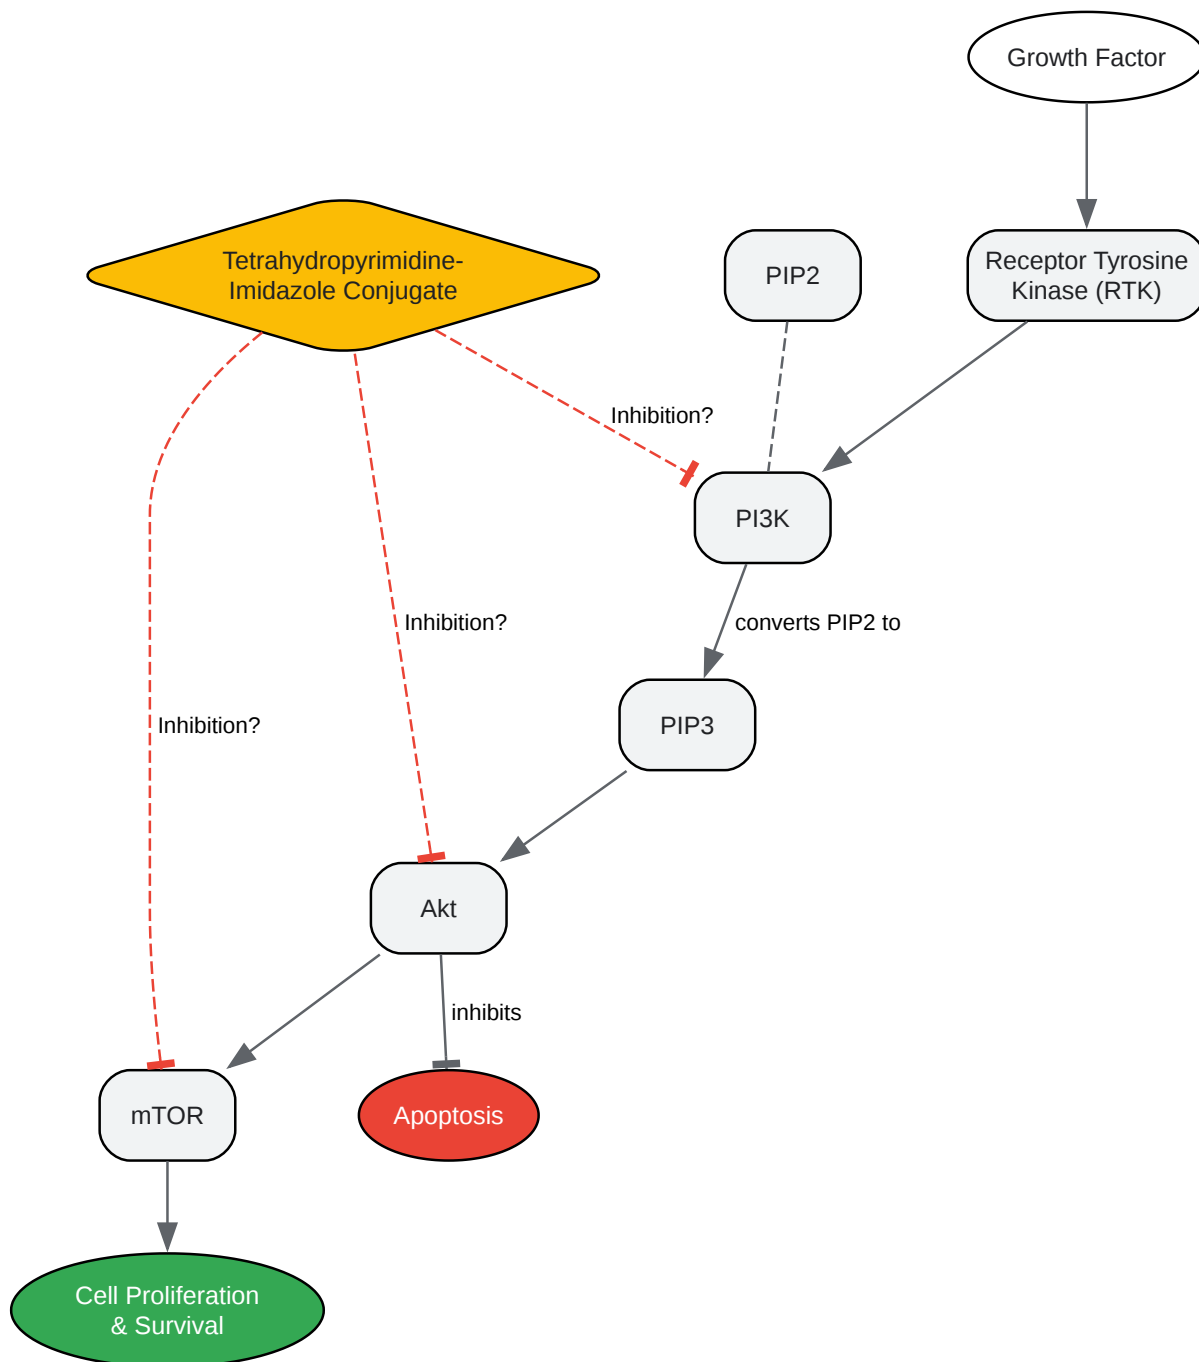 Growth Factor
Tetrahydropyrimidine-
Imidazole Conjugate
PIP2
Receptor Tyrosine
Kinase (RTK)
Inhibition?
PI3K
Inhibition?
converts PIP2 to
Inhibition?
PIP3
Akt
inhibits
mTOR
Apoptosis
Cell Proliferation
& Survival